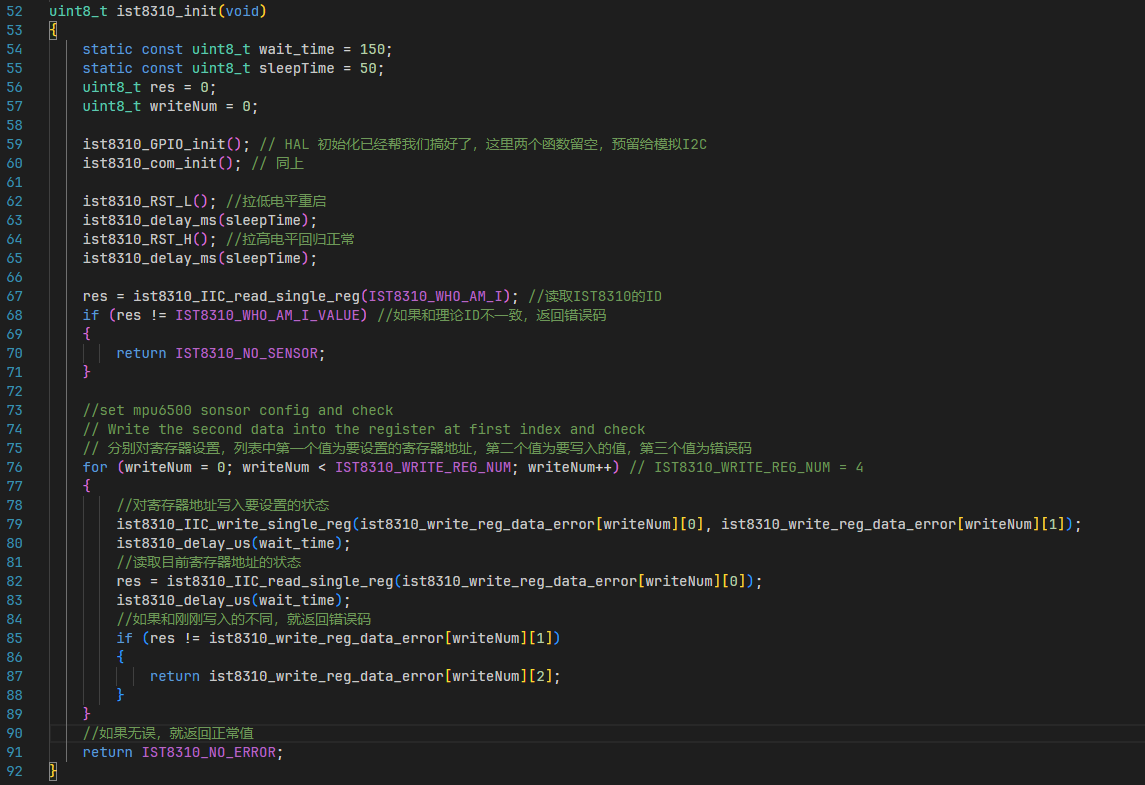 52 uint8_t ist8310_init(void)
53 {
54 static const uint8_t wait_time = 150;
55 static const uint8_t sleepTime = 50;
56 uint8_t res = 0;
57 uint8_t writeNum = 0;
58
59 ist8310_GPIO_init(); // HAL 初始化已经帮我们搞好了，这里两个函数留空，预留给模拟I2C
60 ist8310_com_init(); // 同上
61
62 ist8310_RST_L(); //拉低电平重启
63 ist8310_delay_ms(sleepTime);
64 ist8310_RST_H(); //拉高电平回归正常
65 ist8310_delay_ms(sleepTime);
66
67 res = ist8310_IIC_read_single_reg(IST8310_WHO_AM_I); //读取IST8310的ID
68 if (res != IST8310_WHO_AM_I_VALUE) //如果和理论ID不一致，返回错误码
69 {
70 return IST8310_NO_SENSOR;
71 }
72
73 //set mpu6500 sonsor config and check
74 // Write the second data into the register at first index and check
75 // 分别对寄存器设置，列表中第一个值为要设置的寄存器地址，第二个值为要写入的值，第三个值为错误码
76 for (writeNum = 0; writeNum < IST8310_WRITE_REG_NUM; writeNum++) // IST8310_WRITE_REG_NUM = 4
77 {
78 //对寄存器地址写入要设置的状态
79 ist8310_IIC_write_single_reg(ist8310_write_reg_data_error[writeNum][0], ist8310_write_reg_data_error[writeNum][1]);
80 ist8310_delay_us(wait_time);
81 //读取目前寄存器地址的状态
82 res = ist8310_IIC_read_single_reg(ist8310_write_reg_data_error[writeNum][0]);
83 ist8310_delay_us(wait_time);
84 //如果和刚刚写入的不同，就返回错误码
85 if (res != ist8310_write_reg_data_error[writeNum][1])
86 {
87 return ist8310_write_reg_data_error[writeNum][2];
88 }
89 }
90 //如果无误，就返回正常值
91 return IST8310_NO_ERROR;
92 }